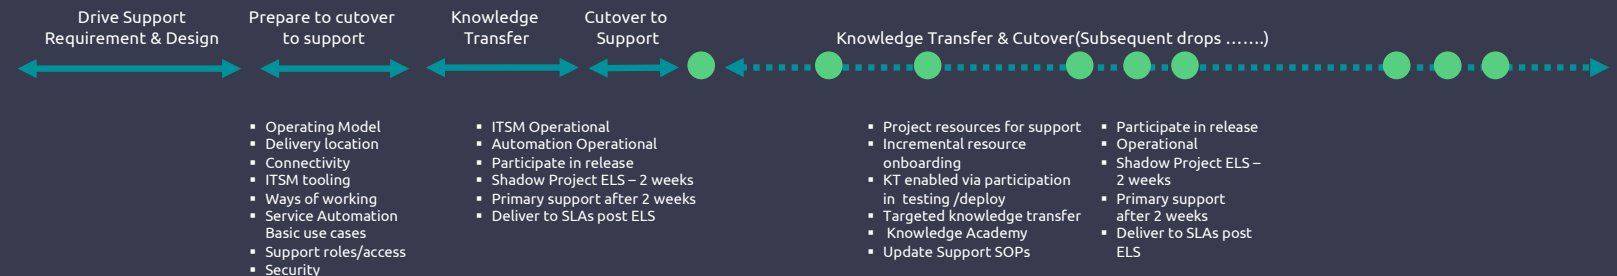 Drive Support
Requirement & Design
Prepare to cutover
to support
Knowledge
Transfer
Cutover to
Support
Knowledge Transfer & Cutover(Subsequent drops …….)
▪ Operating Model
▪ Delivery location
▪ Connectivity
▪ ITSM tooling
▪ Ways of working
▪ Service Automation
Basic use cases
▪ Support roles/access
▪ Security
▪ ITSM Operational
▪ Automation Operational
▪ Participate in release
▪ Shadow Project ELS – 2 weeks
▪ Primary support after 2 weeks
▪ Deliver to SLAs post ELS
▪ Project resources for support
▪ Incremental resource
onboarding
▪ KT enabled via participation
in testing /deploy
▪ Targeted knowledge transfer
▪ Knowledge Academy
▪ Update Support SOPs
▪ Participate in release
▪ Operational
▪ Shadow Project ELS –
2 weeks
▪ Primary support
after 2 weeks
▪ Deliver to SLAs post
ELS